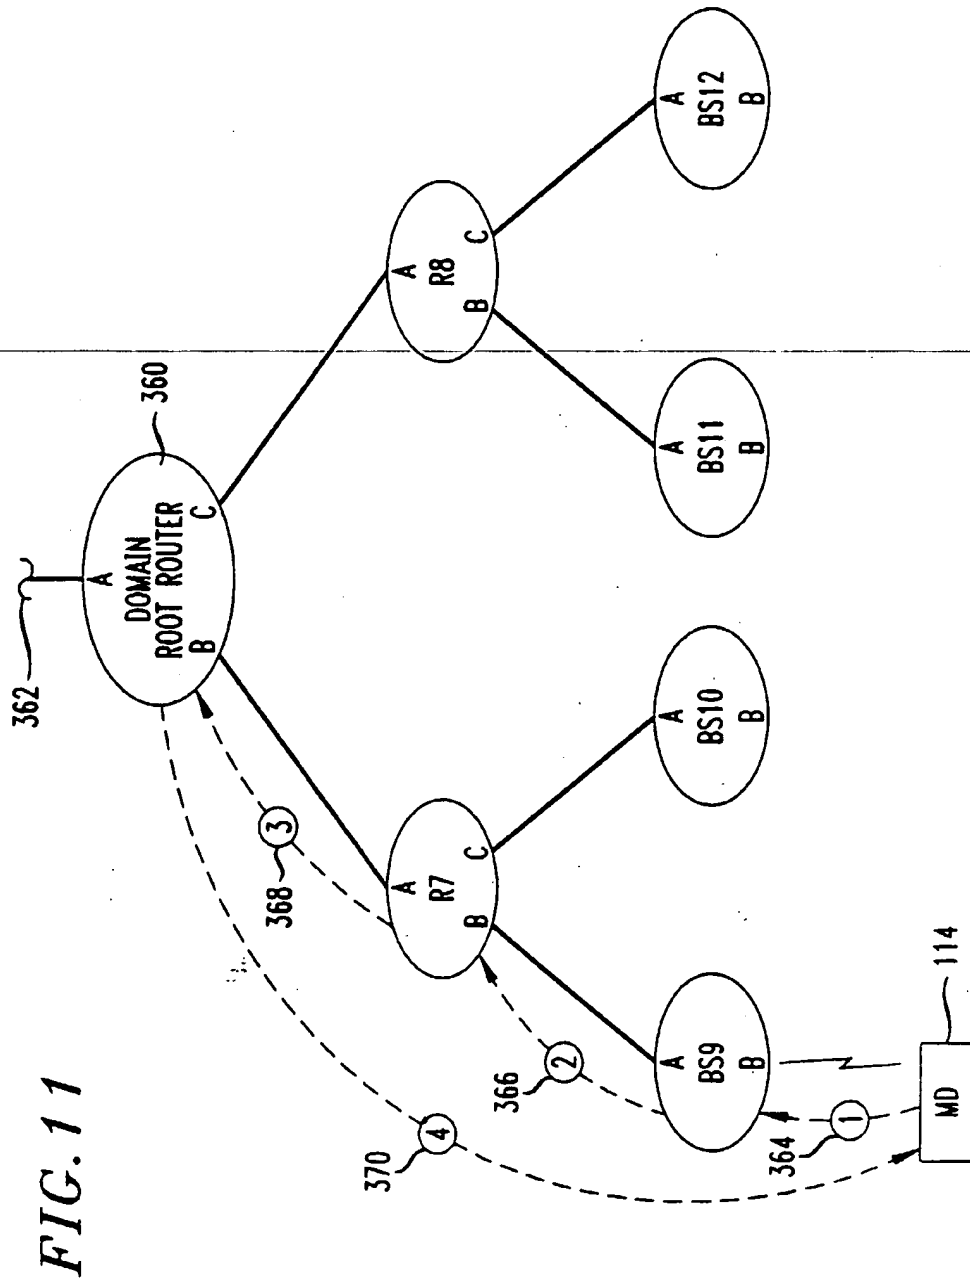 FIG. 11
362
A
DOMAIN
ROOT ROUTER
B
C
360
3
368
A
R7
B
C
A
R8
B
C
4
370
2
366
A
BS9
B
A
BS10
B
A
BS11
B
A
BS12
B
1
364
MD
114